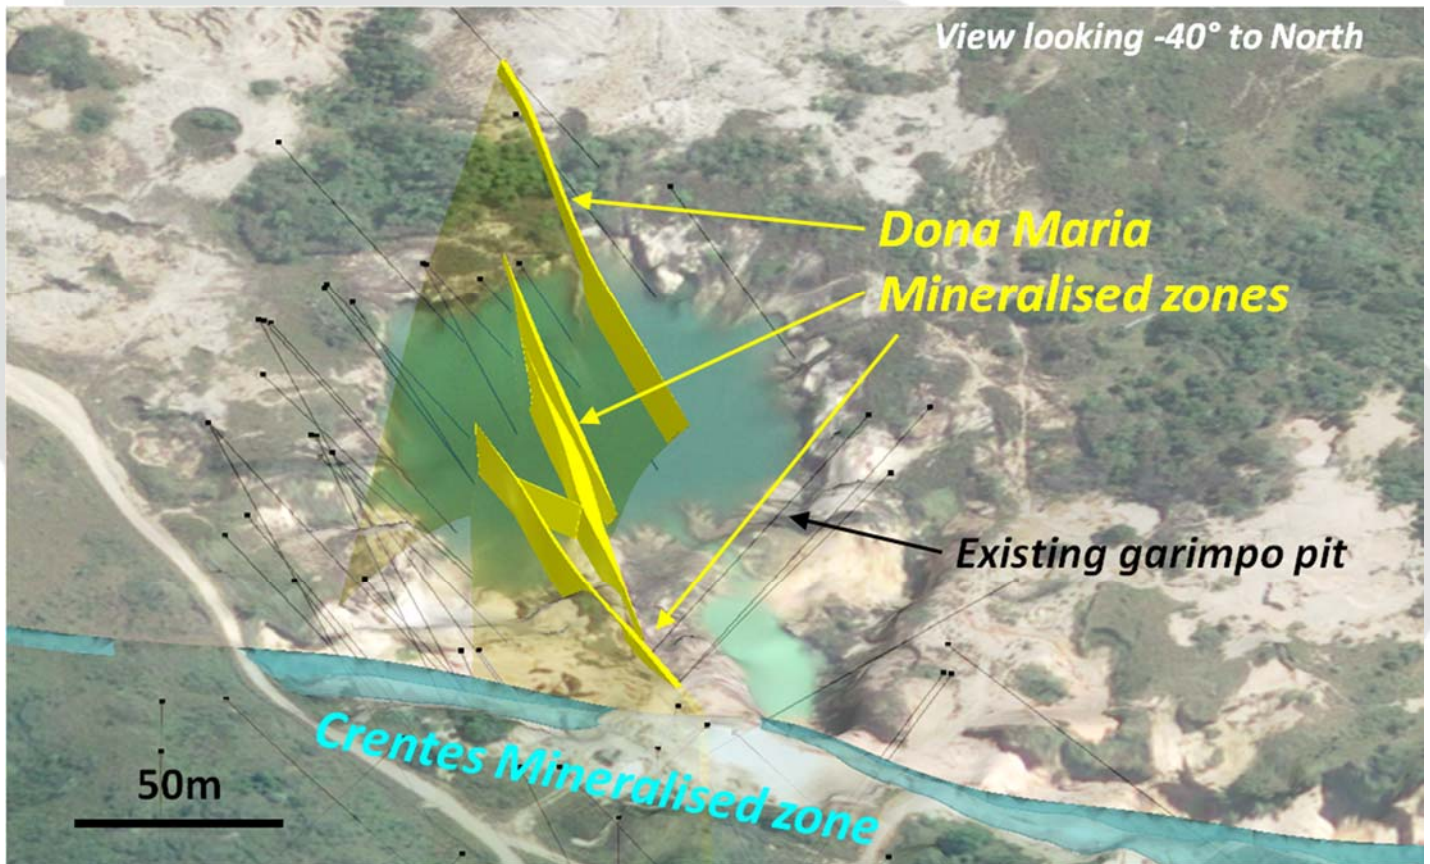 View looking -40° to North
Dona Maria
Mineralised zones
Existing garimpo pit
Crentes Mineralised zone
50m